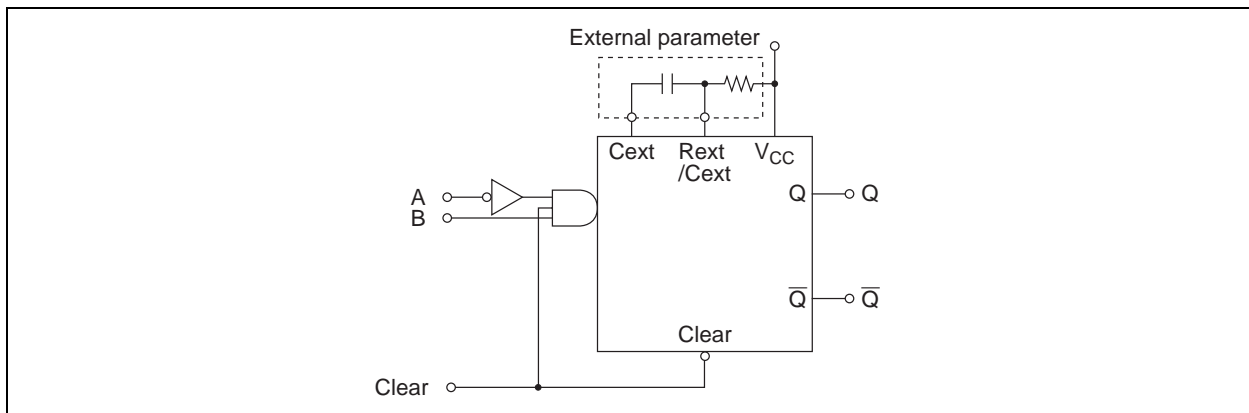 External parameter
Cext
Rext
/Cext
VCC
A
B
Q
Q
Q̅
Q̅
Clear
Clear